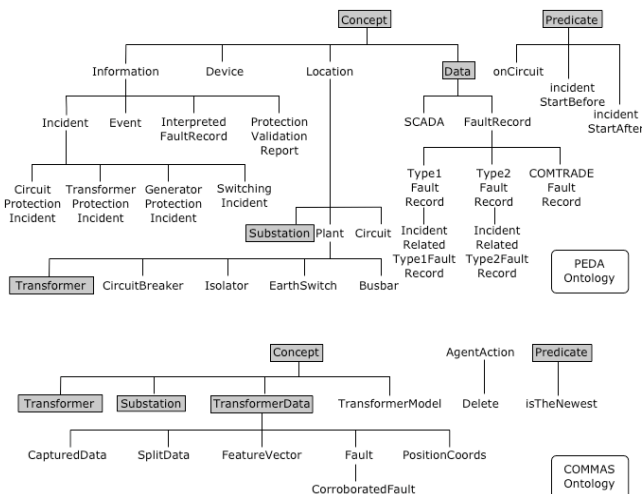 Concept
Predicate
Information
Device
Location
Data
onCircuit
incident
StartBefore
incident
StartAfter
Incident
Event
Interpreted
FaultRecord
Protection
Validation
Report
SCADA
FaultRecord
Circuit
Protection
Incident
Transformer
Protection
Incident
Generator
Protection
Incident
Switching
Incident
Type1
Fault
Record
Type2
Fault
Record
COMTRADE
Fault
Record
Substation
Plant
Circuit
Incident
Related
Type1Fault
Record
Incident
Related
Type2Fault
Record
Transformer
CircuitBreaker
Isolator
EarthSwitch
Busbar
PEDA
Ontology
Concept
AgentAction
Predicate
Transformer
Substation
TransformerData
TransformerModel
Delete
isTheNewest
CapturedData
SplitData
FeatureVector
Fault
PositionCoords
CorroboratedFault
COMMAS
Ontology